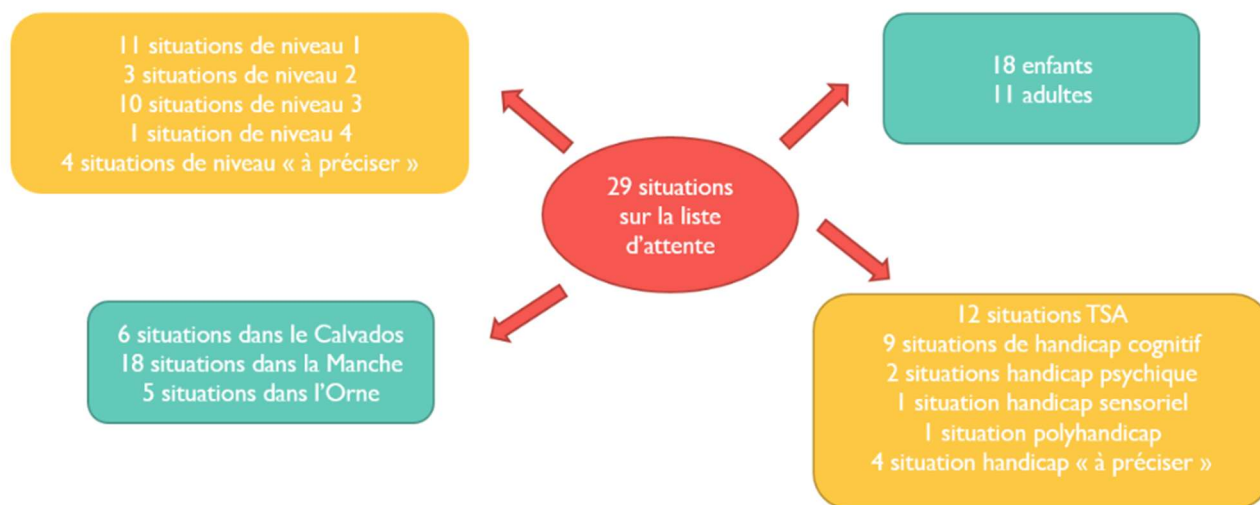 11 situations de niveau 1
3 situations de niveau 2
10 situations de niveau 3
1 situation de niveau 4
4 situations de niveau « à préciser »
18 enfants
11 adultes
29 situations
sur la liste
d’attente
6 situations dans le Calvados
18 situations dans la Manche
5 situations dans l’Orne
12 situations TSA
9 situations de handicap cognitif
2 situations handicap psychique
1 situation handicap sensoriel
1 situation polyhandicap
4 situation handicap « à préciser »